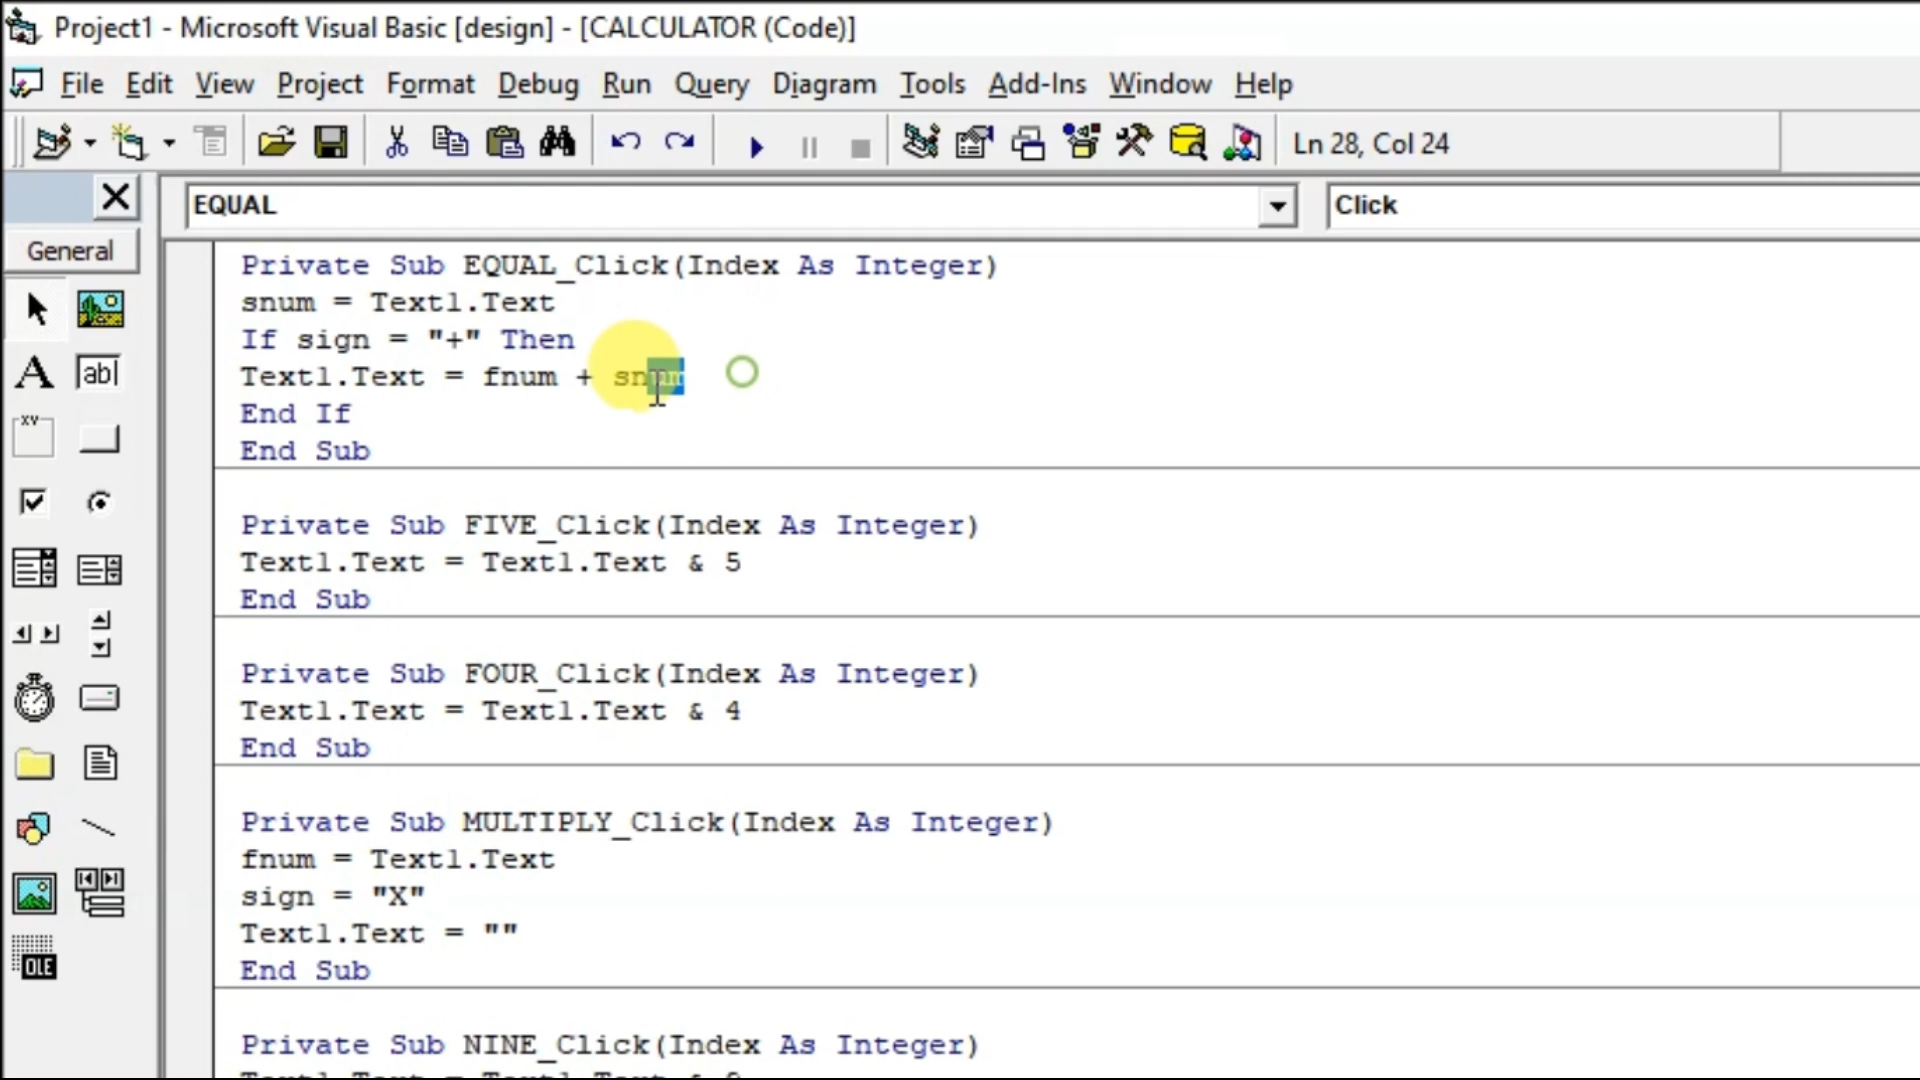 Project1 - Microsoft Visual Basic [design] - [CALCULATOR (Code)]
File Edit View Project Format Debug Run Query Diagram Tools Add-Ins Window Help
Ln 28, Col 24
EQUAL
Click
General
Private Sub EQUAL_Click(Index As Integer)
snum = Text1.Text
If sign = "+" Then
Text1.Text = fnum + snum
End If
End Sub
Private Sub FIVE_Click(Index As Integer)
Text1.Text = Text1.Text & 5
End Sub
Private Sub FOUR_Click(Index As Integer)
Text1.Text = Text1.Text & 4
End Sub
Private Sub MULTIPLY_Click(Index As Integer)
fnum = Text1.Text
sign = "X"
Text1.Text = ""
End Sub
Private Sub NINE_Click(Index As Integer)
A
ab
XY
OLE